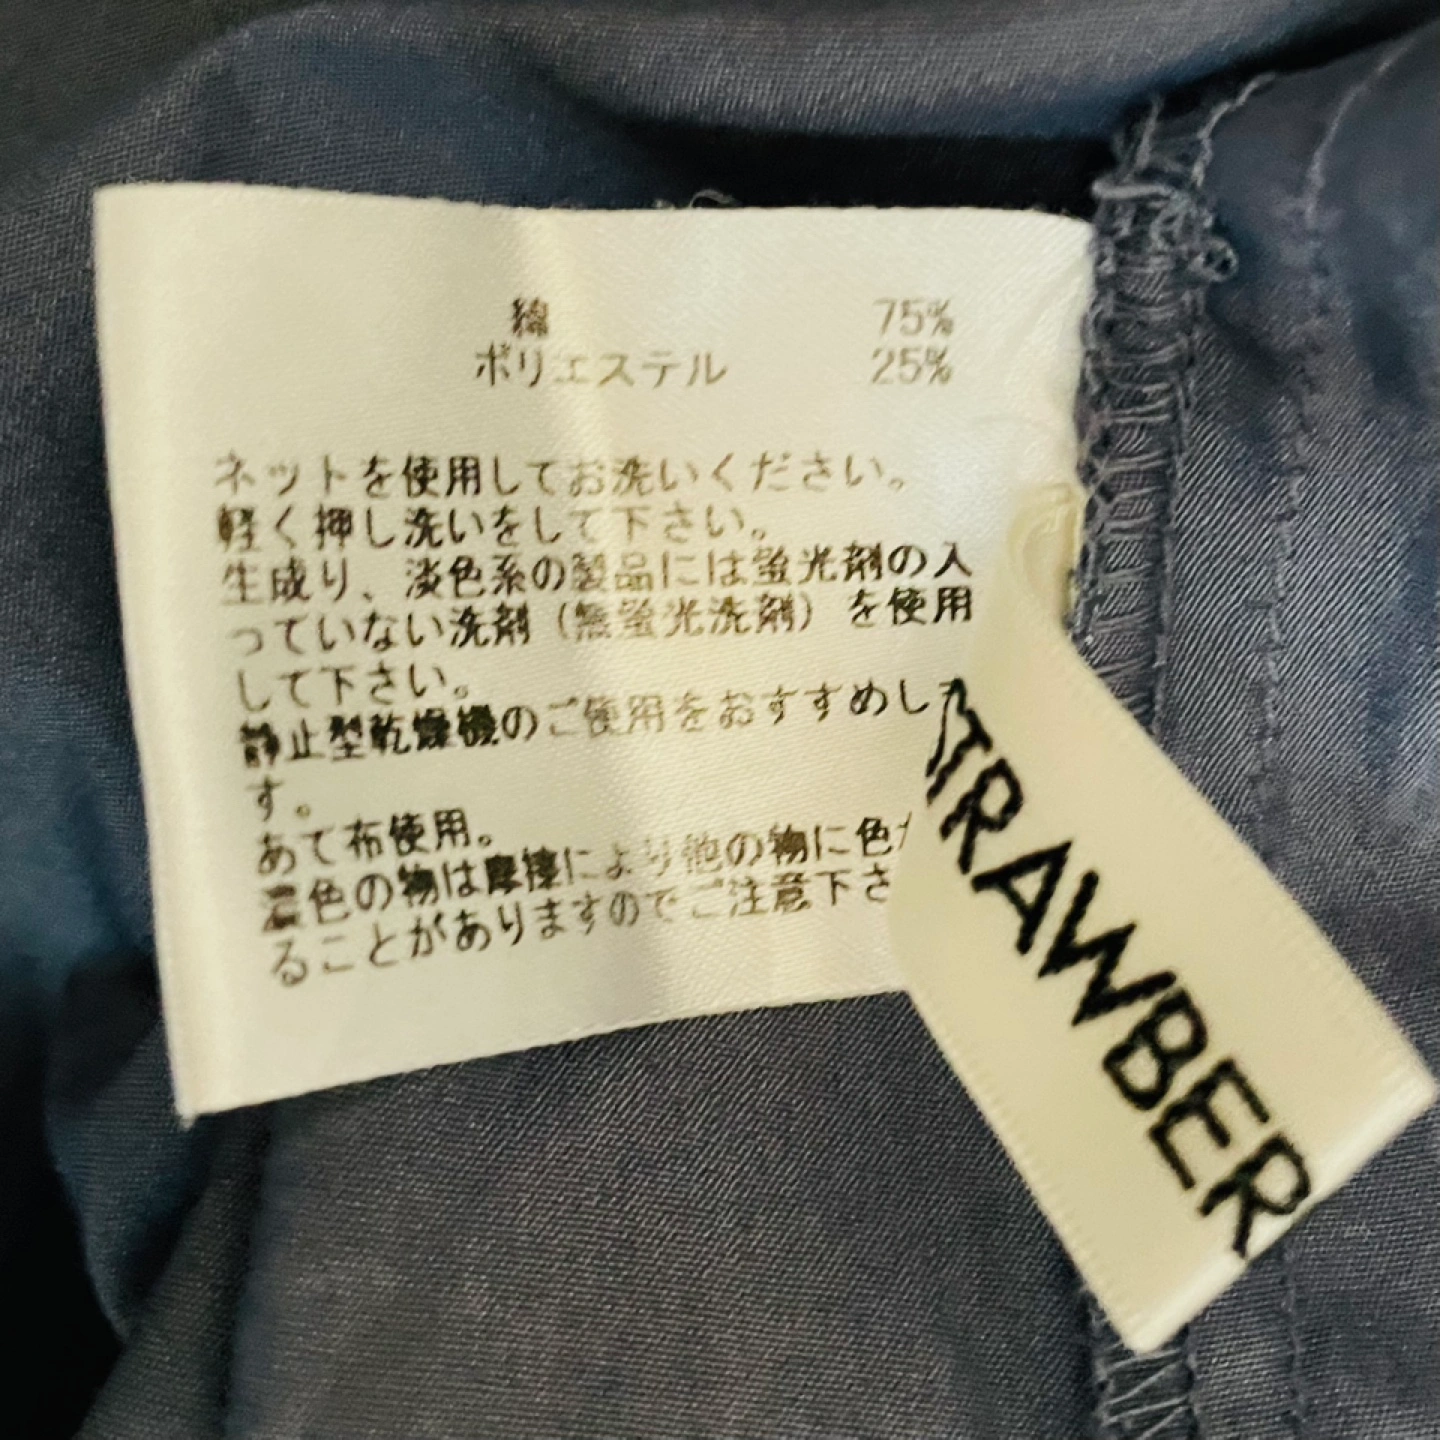 綿 75%
ポリエステル 25%
ネットを使用してお洗いください。
軽く押し洗いをして下さい。
生成り、淡色系の製品には蛍光剤の入
っていない洗剤(無蛍光洗剤)を使用
して下さい。
静止型乾燥機のご使用をおすすめし
す。
あて布使用。
濃色の物は摩擦により他の物に色
ることがありますのでご注意下さ
TRAWBER